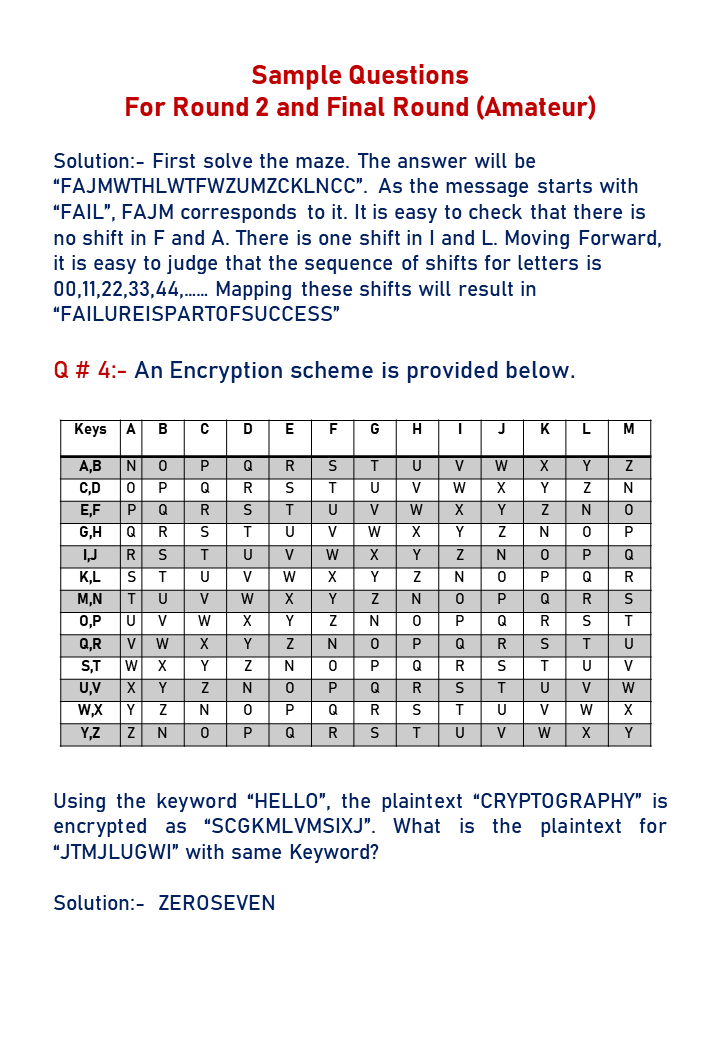 Sample Questions
For Round 2 and Final Round (Amateur)
Solution:- First solve the maze. The answer will be
“FAJMWTHLWTFWZUMZCKLNCC”. As the message starts with
“FAIL”, FAJM corresponds to it. It is easy to check that there is
no shift in F and A. There is one shift in I and L. Moving Forward,
it is easy to judge that the sequence of shifts for letters is
00,11,22,33,44,…… Mapping these shifts will result in
“FAILUREISPARTOFSUCCESS”
Q # 4:- An Encryption scheme is provided below.
Keys A B C D E F G H I J K L M
A,B N O P Q R S T U V W X Y Z
C,D O P Q R S T U V W X Y Z N
E,F P Q R S T U V W X Y Z N O
G,H Q R S T U V W X Y Z N O P
I,J R S T U V W X Y Z N O P Q
K,L S T U V W X Y Z N O P Q R
M,N T U V W X Y Z N O P Q R S
O,P U V W X Y Z N O P Q R S T
Q,R V W X Y Z N O P Q R S T U
S,T W X Y Z N O P Q R S T U V
U,V X Y Z N O P Q R S T U V W
W,X Y Z N O P Q R S T U V W X
Y,Z Z N O P Q R S T U V W X Y
Using the keyword “HELLO”, the plaintext “CRYPTOGRAPHY” is
encrypted as “SCGKMLVMSIXJ”. What is the plaintext for
“JTMJLUGWI” with same Keyword?
Solution:- ZEROSEVEN